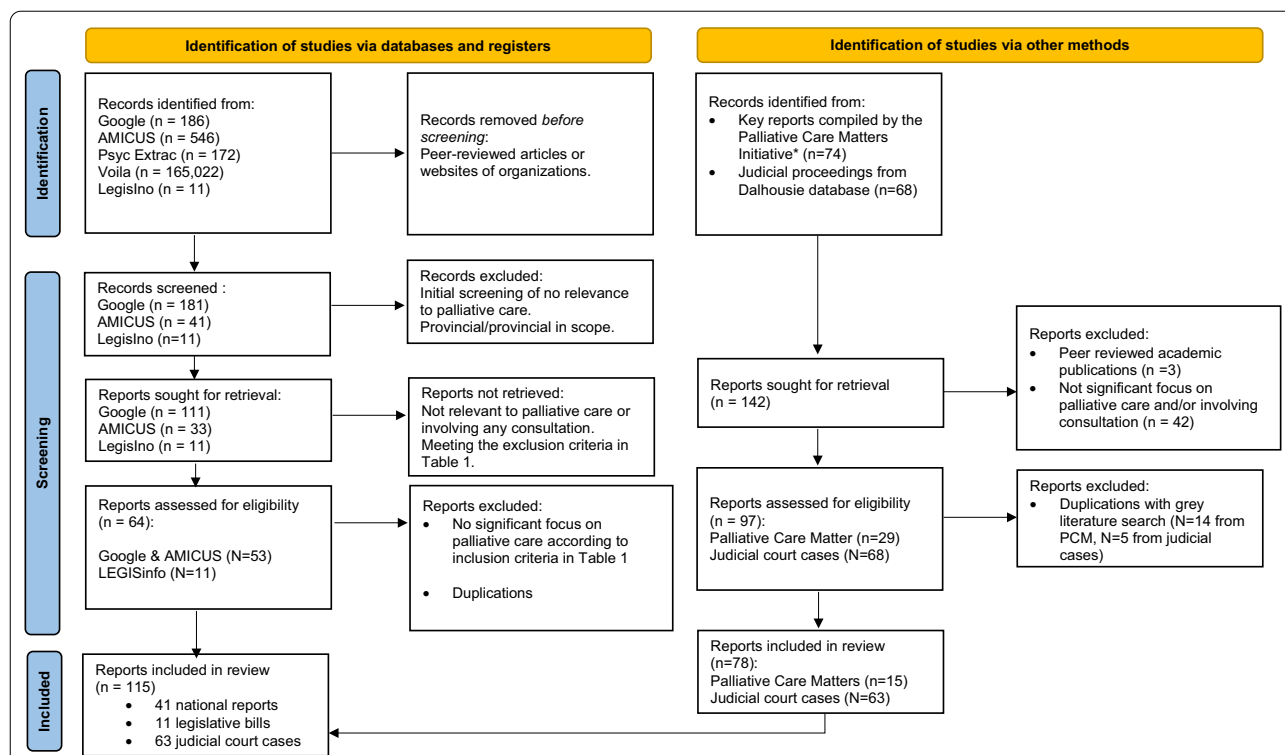 Identification of studies via databases and registers
Identification of studies via other methods
Identification
Records identified from:
Google (n = 186)
AMICUS (n = 546)
Psyc Extrac (n = 172)
Voila (n = 165,022)
LegisIno (n = 11)
Records removed before
screening:
Peer-reviewed articles or
websites of organizations.
Records identified from:
• Key reports compiled by the
Palliative Care Matters
Initiative* (n=74)
• Judicial proceedings from
Dalhousie database (n=68)
Screening
Records screened :
Google (n = 181)
AMICUS (n = 41)
LegisIno (n=11)
Records excluded:
Initial screening of no relevance
to palliative care.
Provincial/provincial in scope.
Reports sought for retrieval:
Google (n = 111)
AMICUS (n = 33)
LegisIno (n = 11)
Reports not retrieved:
Not relevant to palliative care or
involving any consultation.
Meeting the exclusion criteria in
Table 1.
Reports sought for retrieval
(n = 142)
Reports excluded:
• Peer reviewed academic
publications (n =3)
• Not significant focus on
palliative care and/or involving
consultation (n = 42)
Reports assessed for eligibility
(n = 64):
Google & AMICUS (N=53)
LEGISinfo (N=11)
Reports excluded:
• No significant focus on
palliative care according to
inclusion criteria in Table 1
• Duplications
Reports assessed for eligibility
(n = 97):
Palliative Care Matter (n=29)
Judicial court cases (N=68)
Reports excluded:
• Duplications with grey
literature search (N=14 from
PCM, N=5 from judicial
cases)
Included
Reports included in review
(n = 115)
• 41 national reports
• 11 legislative bills
• 63 judicial court cases
Reports included in review
(n=78):
Palliative Care Matters (n=15)
Judicial court cases (N=63)